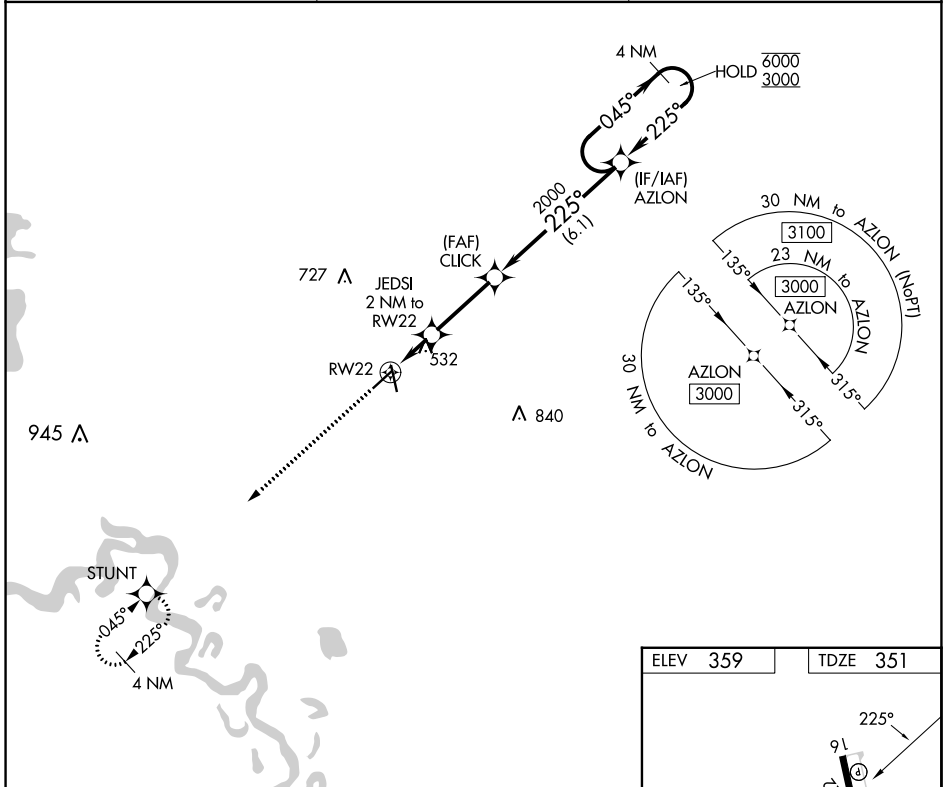 4 NM
HOLD 6000
3000
045°
225°
(IF/IAF)
AZLON
2000
225°
(6.1)
(FAF)
CLICK
727
JEDSI
2 NM to
RW22
532
RW22
840
945
30 NM to AZLON (NoPT)
3100
23 NM to AZLON
3000
AZLON
135°
315°
135°
AZLON
3000
315°
30 NM to AZLON
STUNT
045°
225°
4 NM
ELEV 359
TDZE 351
225°
16
P